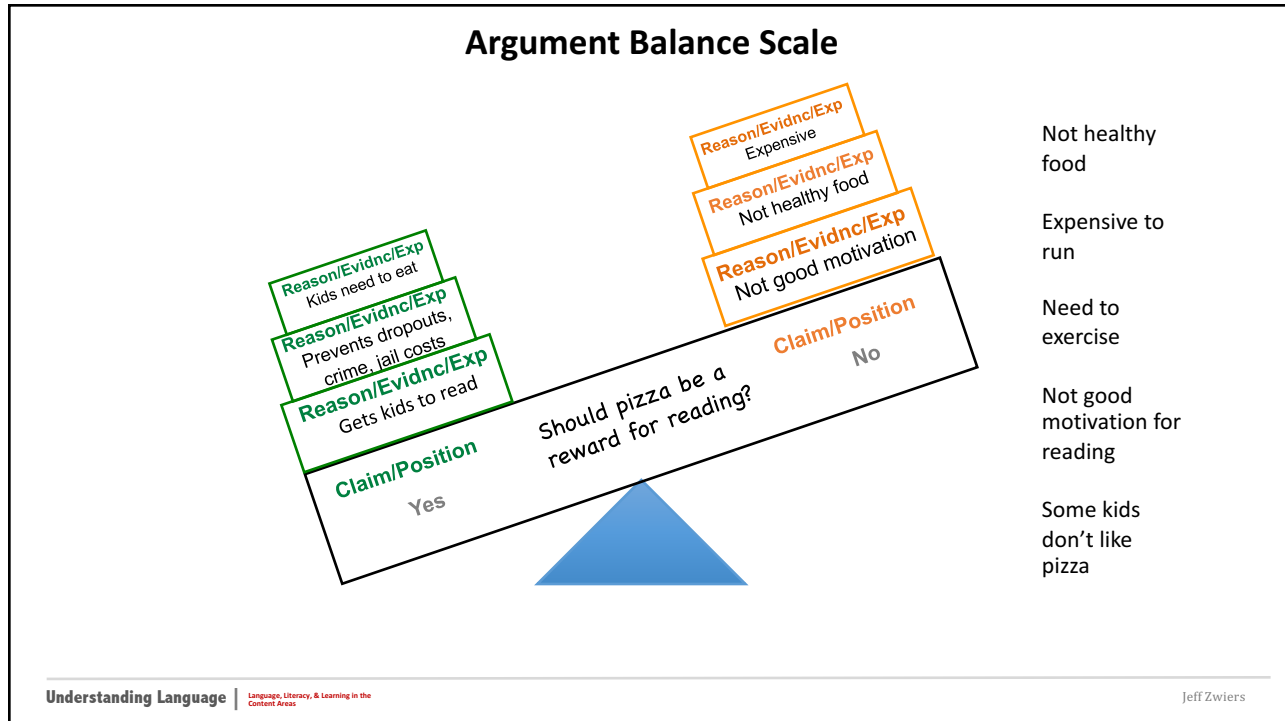 Argument Balance Scale
Reason/Evidnc/Exp
Kids need to eat
Reason/Evidnc/Exp
Prevents dropouts,
crime, jail costs
Reason/Evidnc/Exp
Gets kids to read
Claim/Position
Yes
Should pizza be a
reward for reading?
Reason/Evidnc/Exp
Expensive
Reason/Evidnc/Exp
Not healthy food
Reason/Evidnc/Exp
Not good motivation
Claim/Position
No
Not healthy
food
Expensive to
run
Need to
exercise
Not good
motivation for
reading
Some kids
don’t like
pizza
Understanding Language
Language, Literacy, & Learning in the
Content Areas
Jeff Zwiers